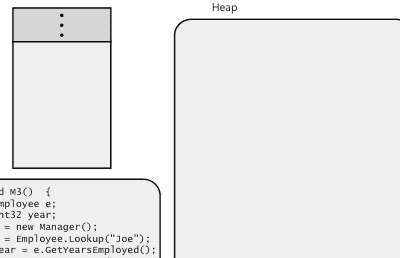 Heap
d M3() {
mployee e;
nt32 year;
= new Manager();
= Employee.Lookup("Joe");
ear = e.GetYearsEmployed();